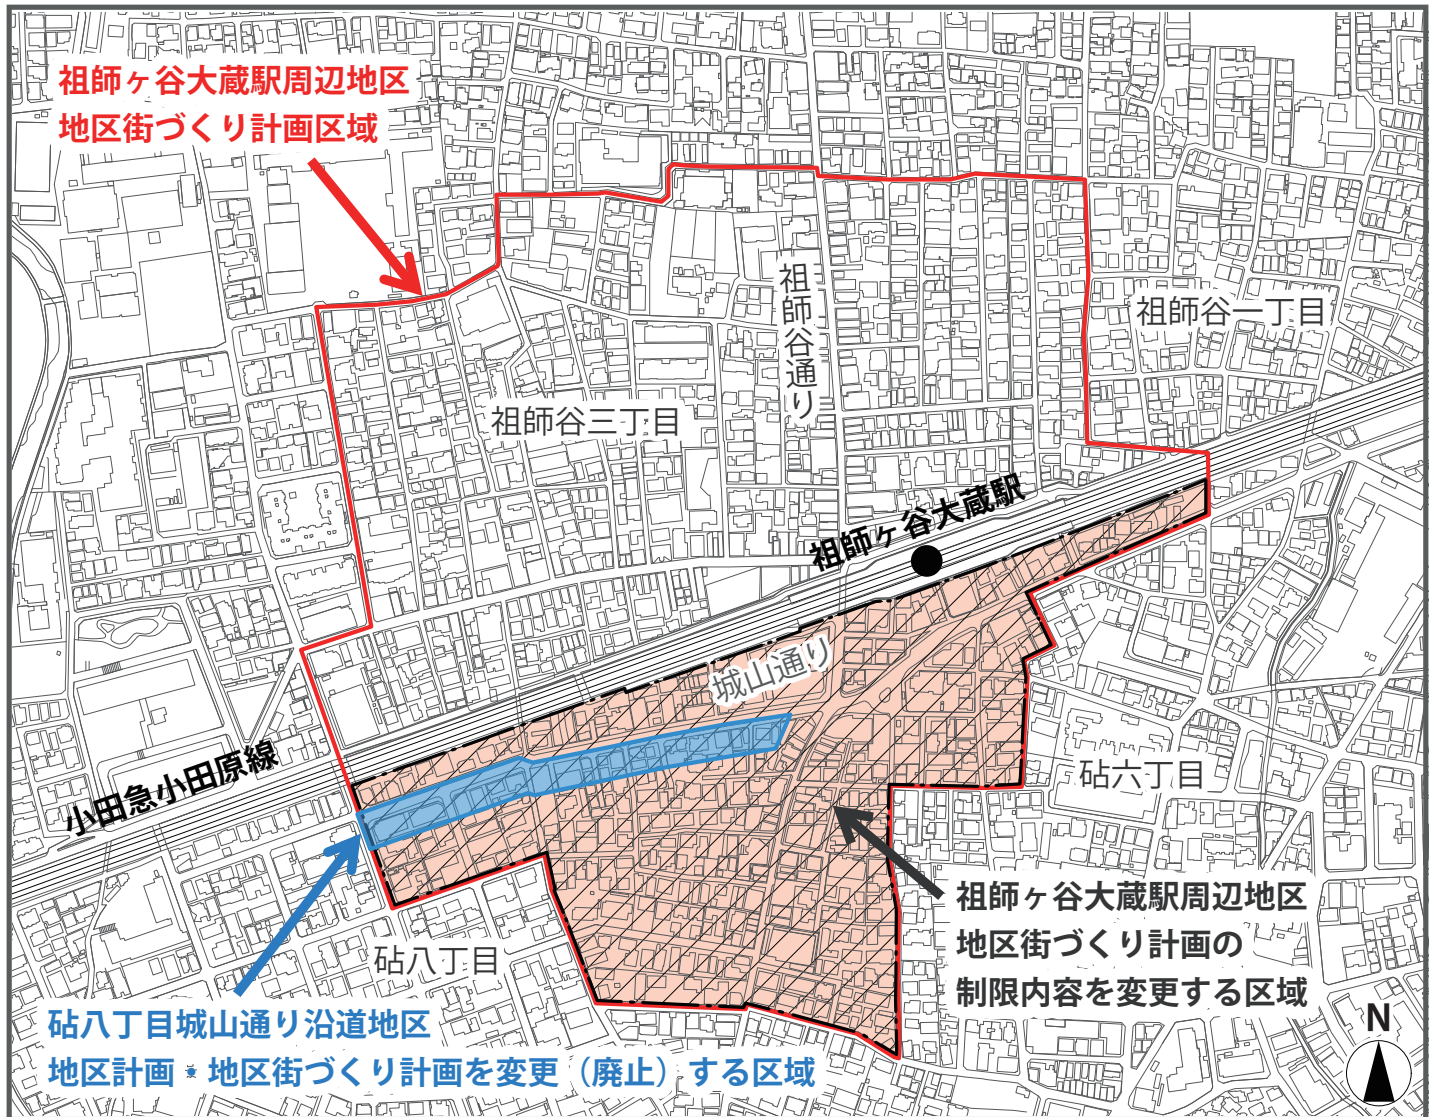 祖師ヶ谷大蔵駅周辺地区
地区街づくり計画区域
祖師谷通り
祖師谷一丁目
祖師谷三丁目
祖師ヶ谷大蔵駅
城山通り
小田急小田原線
砧六丁目
祖師ヶ谷大蔵駅周辺地区
地区街づくり計画の
制限内容を変更する区域
砧八丁目
砧八丁目城山通り沿道地区
地区計画・地区街づくり計画を変更（廃止）する区域
N